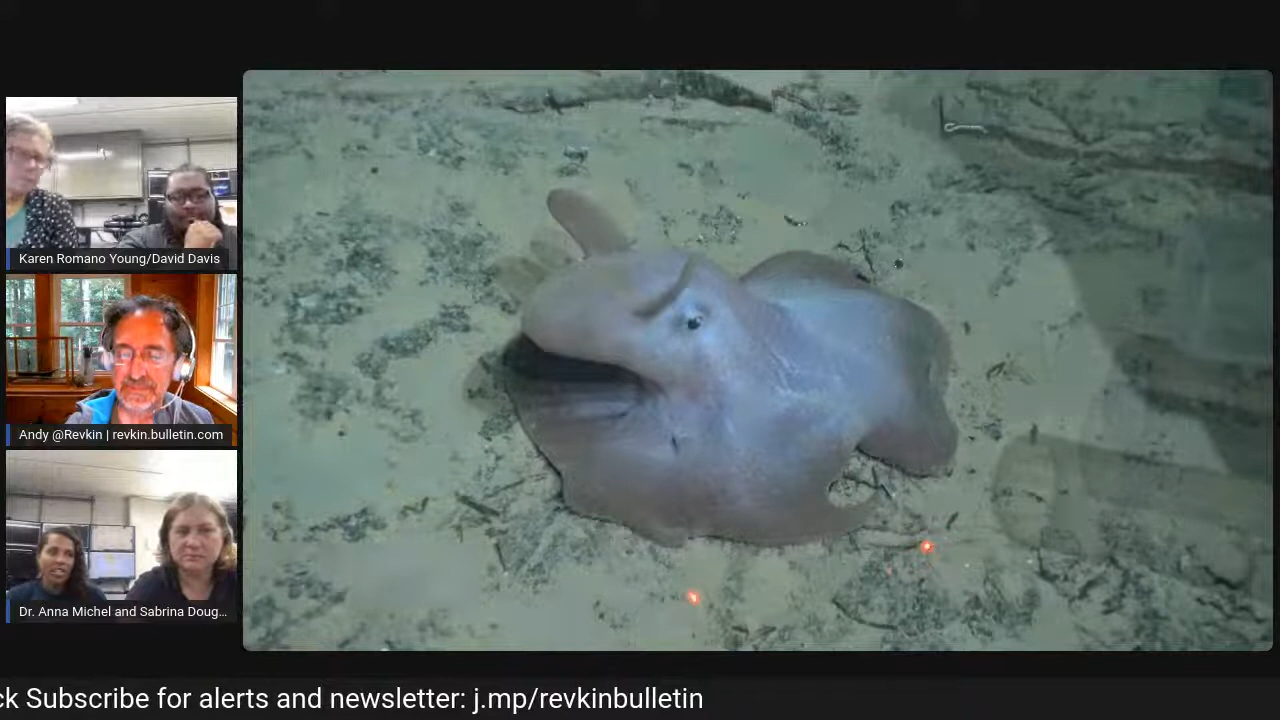 Karen Romano Young/David Davis
Andy @Revkin | revkin.bulletin.com
Dr. Anna Michel and Sabrina Doug...
ck Subscribe for alerts and newsletter: j.mp/revkinbulletin